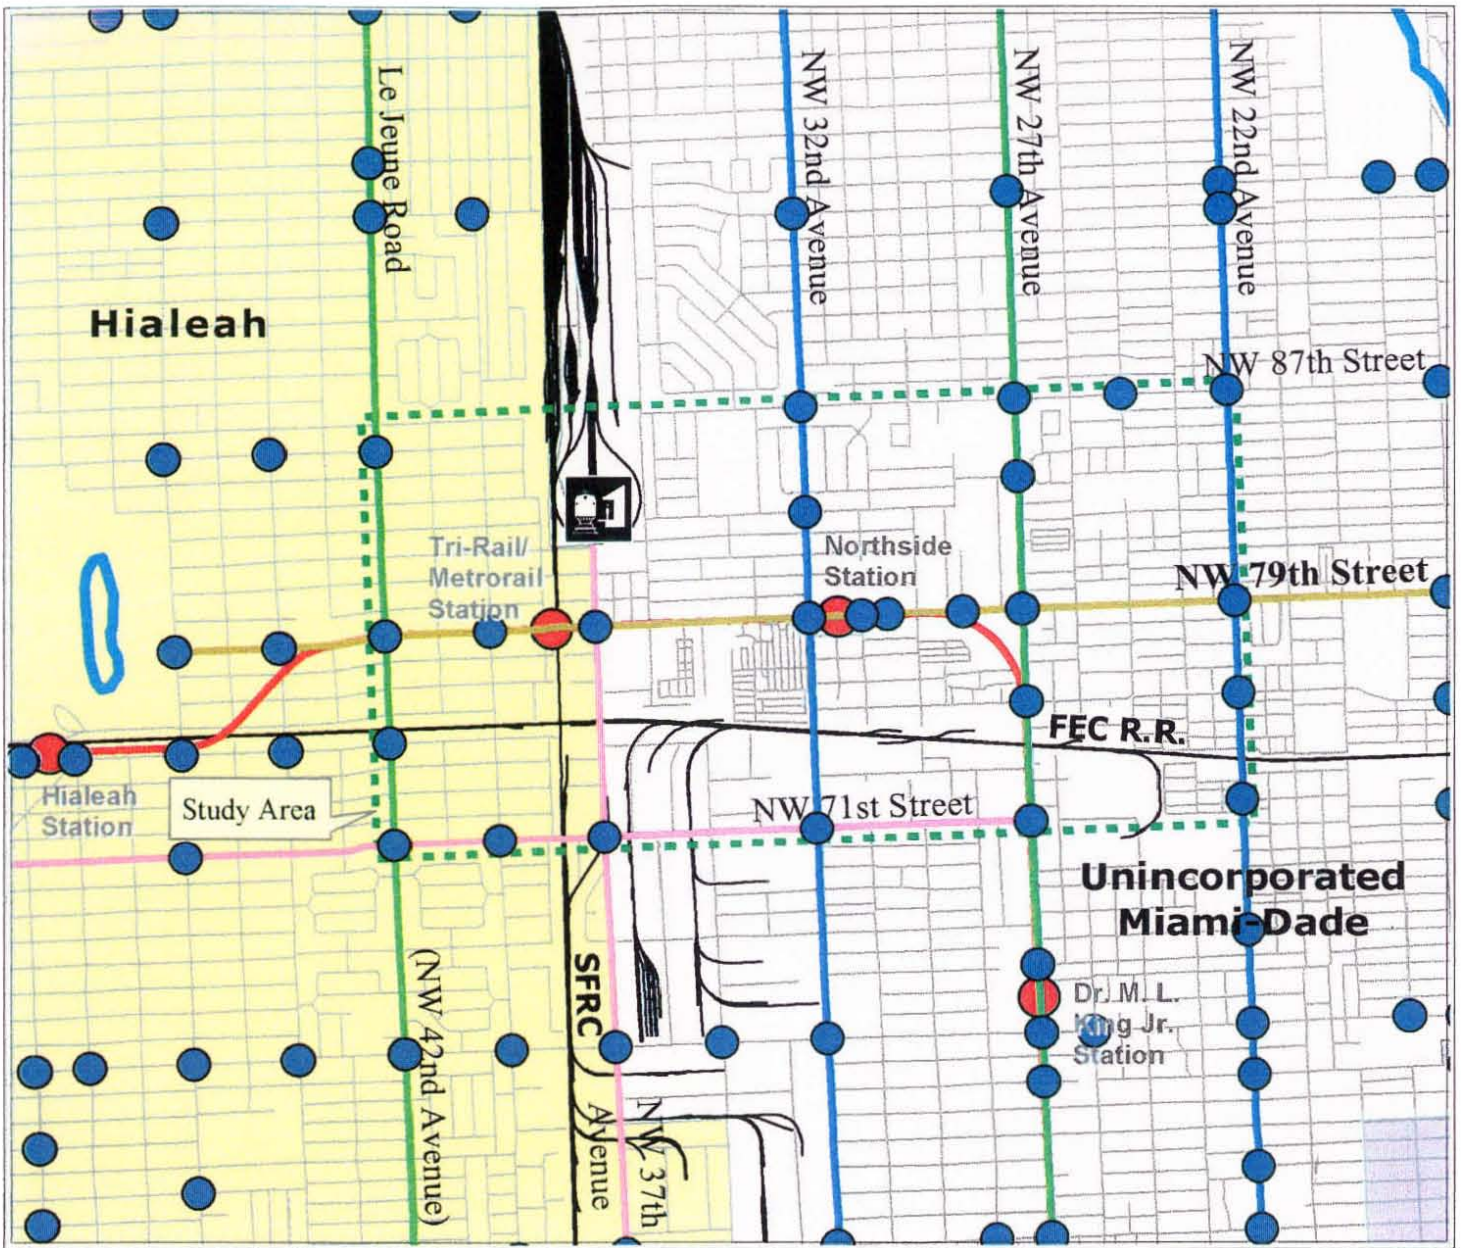 Le Jeune Road
NW 32nd Avenue
NW 27th Avenue
NW 22nd Avenue
Hialeah
NW 87th Street
Tri-Rail/
Metrorail
Station
Northside
Station
NW 79th Street
FEC R.R.
Hialeah
Station
Study Area
NW 71st Street
Unincorporated
Miami-Dade
(NW 42nd Avenue)
SFRC
Dr. M. L.
King Jr.
Station
NW 37th
Avenue